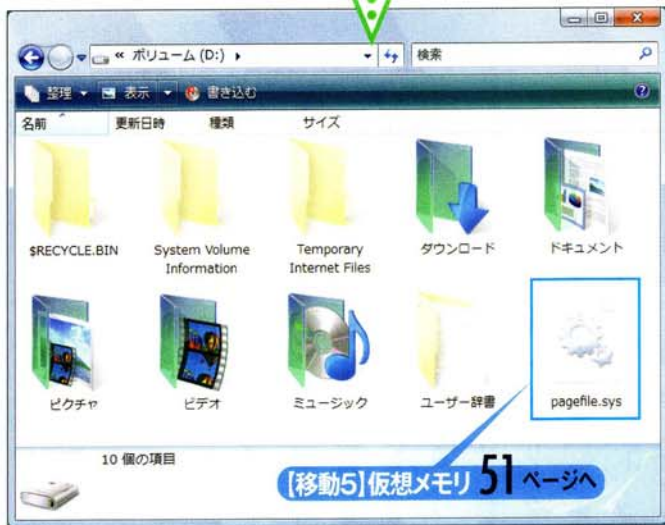 « ボリューム (D:) ▸
検索
整理 ▼ 表示 ▼ 書き込む
名前 更新日時 種類 サイズ
$RECYCLE.BIN
System Volume Information
Temporary Internet Files
ダウンロード
ドキュメント
ピクチャ
ビデオ
ミュージック
ユーザー辞書
pagefile.sys
10 個の項目
【移動5】仮想メモリ 51 ページへ